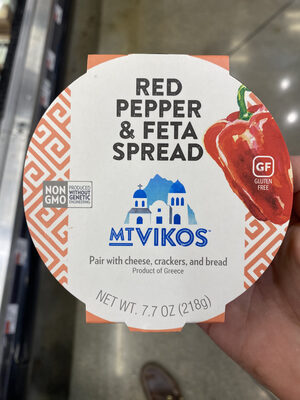 RED
PEPPER
& FETA
SPREAD
GF
GLUTEN
FREE
NON
GMO
PRODUCED
WITHOUT
GENETIC
ENGINEERING
MT VIKOS™
Pair with cheese, crackers, and bread
Product of Greece
NET WT. 7.7 OZ (218g)